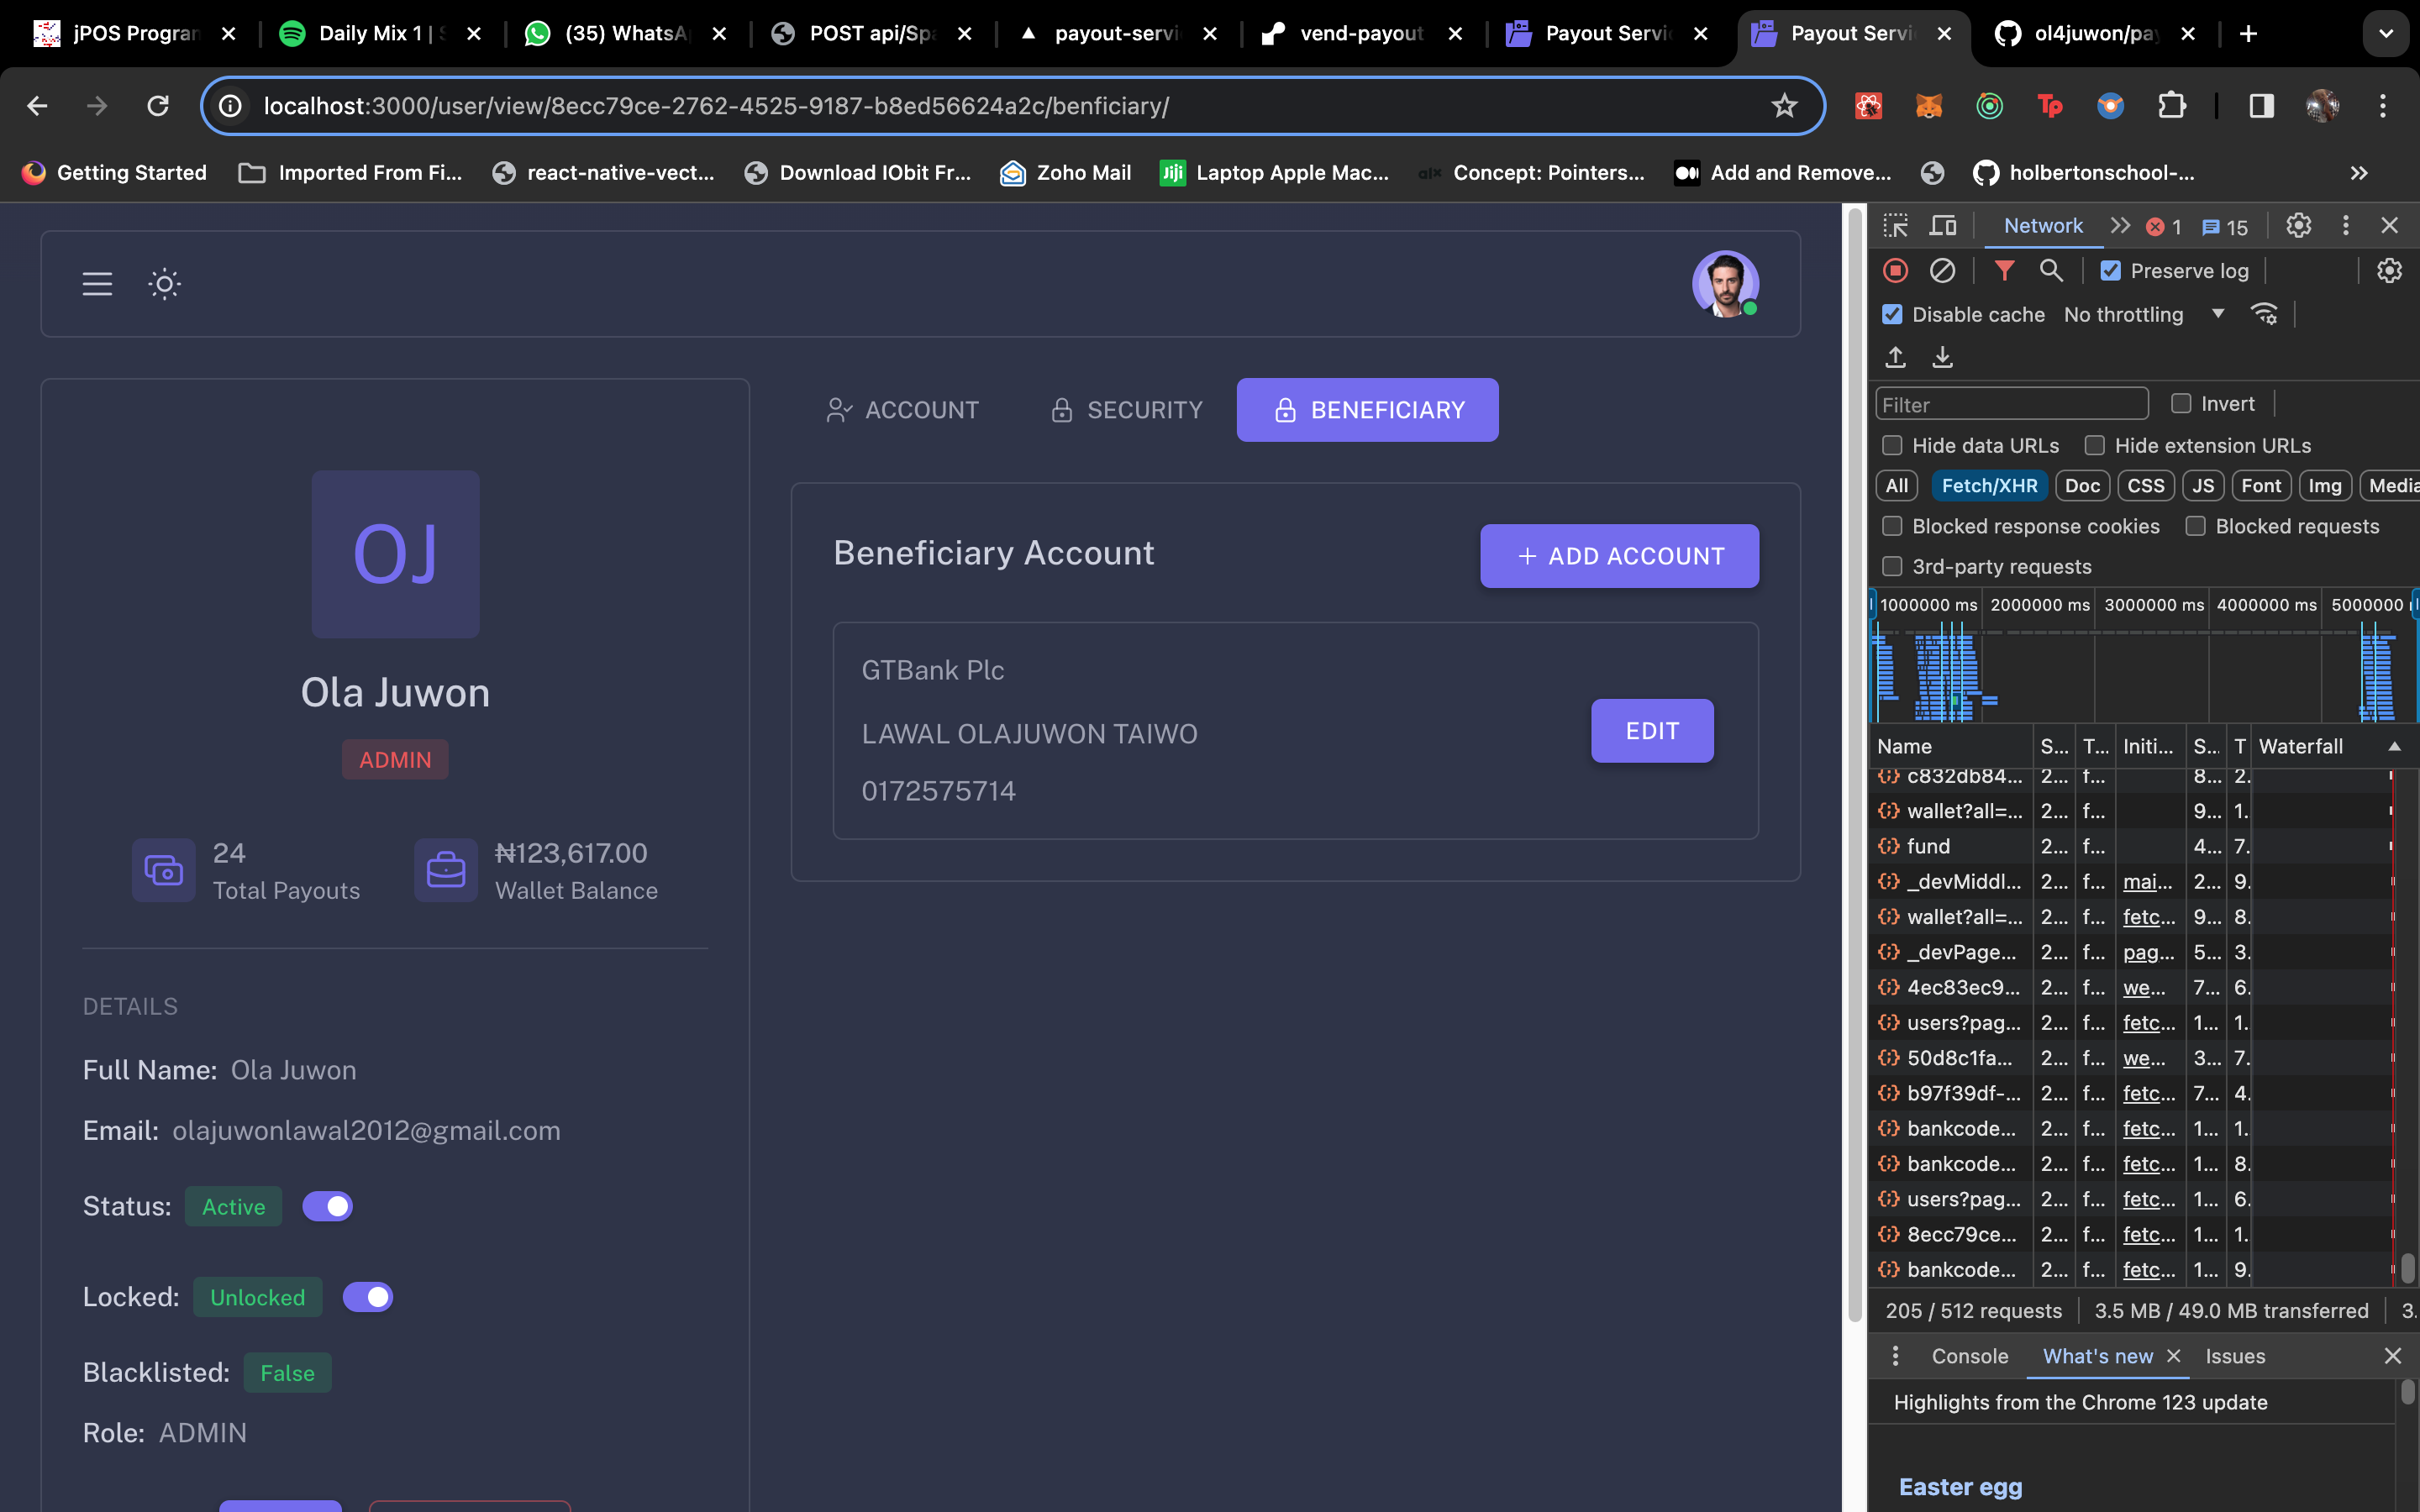 jPOS Program
Daily Mix 1 | S
(35) WhatsA
POST api/Spa
payout-servi
vend-payout
Payout Servi
Payout Servi
ol4juwon/pay
localhost:3000/user/view/8ecc79ce-2762-4525-9187-b8ed56624a2c/benficiary/
Getting Started
Imported From Fi...
react-native-vect...
Download IObit Fr...
Zoho Mail
Jiji
Laptop Apple Mac...
alx
Concept: Pointers...
Add and Remove...
holbertonschool-...
ACCOUNT
SECURITY
BENEFICIARY
OJ
Ola Juwon
ADMIN
24
Total Payouts
₦123,617.00
Wallet Balance
DETAILS
Full Name: Ola Juwon
Email: olajuwonlawal2012@gmail.com
Status: Active
Locked: Unlocked
Blacklisted: False
Role: ADMIN
Beneficiary Account
+ ADD ACCOUNT
GTBank Plc
LAWAL OLAJUWON TAIWO
0172575714
EDIT
Network
1
15
Preserve log
Disable cache
No throttling
Filter
Invert
Hide data URLs
Hide extension URLs
All Fetch/XHR Doc CSS JS Font Img Media
Blocked response cookies
Blocked requests
3rd-party requests
1000000 ms 2000000 ms 3000000 ms 4000000 ms 5000000
Name S... T... Initi... S... T Waterfall
c832db84... 2... f... 8... 2.
wallet?all=... 2... f... 9... 1.
fund 2... f... 4... 7.
_devMiddl... 2... f... mai... 2... 9.
wallet?all=... 2... f... fetc... 9... 8.
_devPage... 2... f... pag... 5... 3.
4ec83ec9... 2... f... we... 7... 6.
users?pag... 2... f... fetc... 1... 1.
50d8c1fa... 2... f... we... 3... 7.
b97f39df-... 2... f... fetc... 7... 4.
bankcode... 2... f... fetc... 1... 1.
bankcode... 2... f... fetc... 1... 8.
users?pag... 2... f... fetc... 1... 6.
8ecc79ce... 2... f... fetc... 1... 1.
bankcode... 2... f... fetc... 1... 9.
205 / 512 requests
3.5 MB / 49.0 MB transferred
3.
Console
What's new
Issues
Highlights from the Chrome 123 update
Easter egg